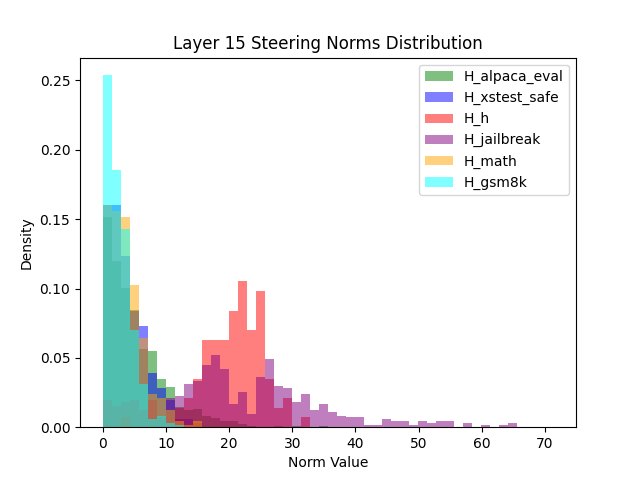 Layer 15 Steering Norms Distribution
H_alpaca_eval
H_xstest_safe
H_h
H_jailbreak
H_math
H_gsm8k
0.25
0.20
0.15
0.10
0.05
0.00
Density
0 10 20 30 40 50 60 70
Norm Value